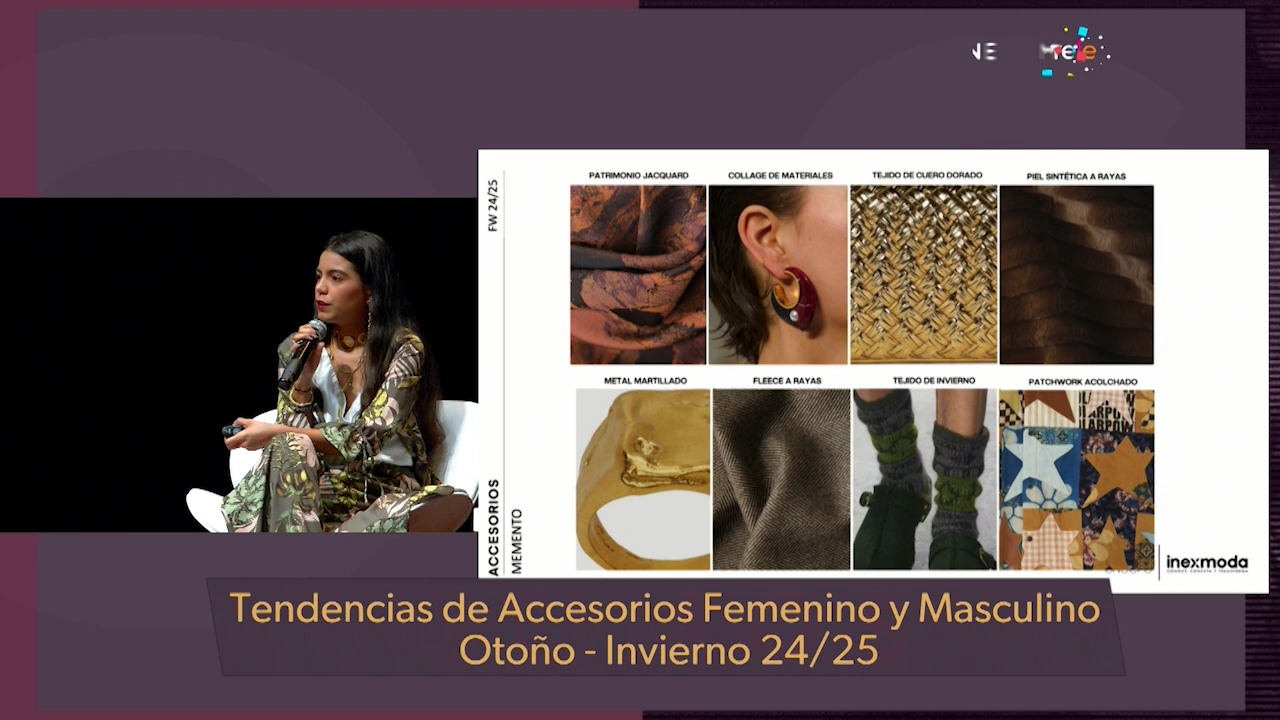 FW 24/25
PATRIMONIO JACQUARD
COLLAGE DE MATERIALES
TEJIDO DE CUERO DORADO
PIEL SINTÉTICA A RAYAS
METAL MARTILLADO
FLEECE A RAYAS
TEJIDO DE INVIERNO
PATCHWORK ACOLCHADO
ACCESORIOS
MEMENTO
inexmoda
Tendencias de Accesorios Femenino y Masculino
Otoño - Invierno 24/25